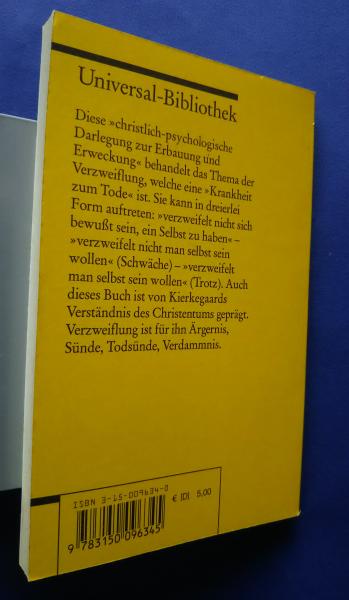 Universal-Bibliothek
Diese »christlich-psychologische
Darlegung zur Erbauung und
Erweckung« behandelt das Thema der
Verzweiflung, welche eine »Krankheit
zum Tode« ist. Sie kann in dreierlei
Form auftreten: »verzweifelt nicht sich
bewußt sein, ein Selbst zu haben« –
»verzweifelt nicht man selbst sein
wollen« (Schwäche) – »verzweifelt
man selbst sein wollen« (Trotz). Auch
dieses Buch ist von Kierkegaards
Verständnis des Christentums geprägt.
Verzweiflung ist für ihn Ärgernis,
Sünde, Todsünde, Verdammnis.
ISBN 3-15-009634-0
€ [D] 5,00
9 783150 096345